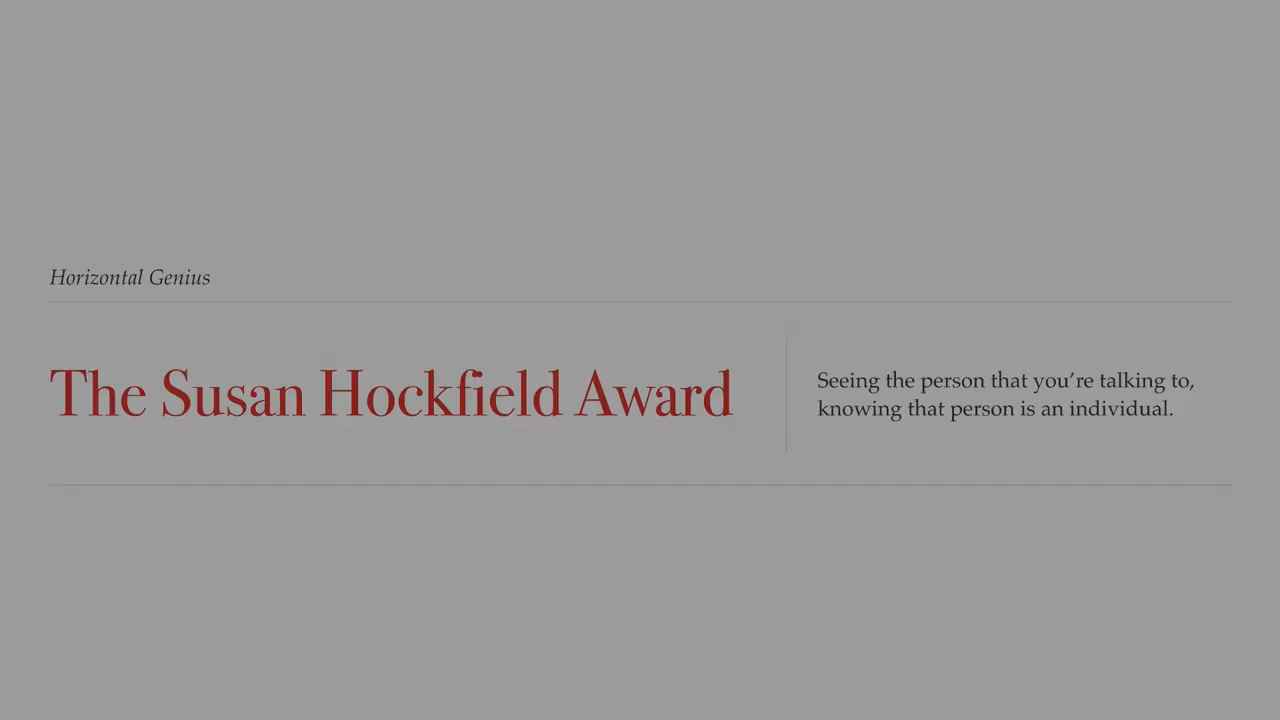 Horizontal Genius
The Susan Hockfield Award
Seeing the person that you’re talking to,
knowing that person is an individual.